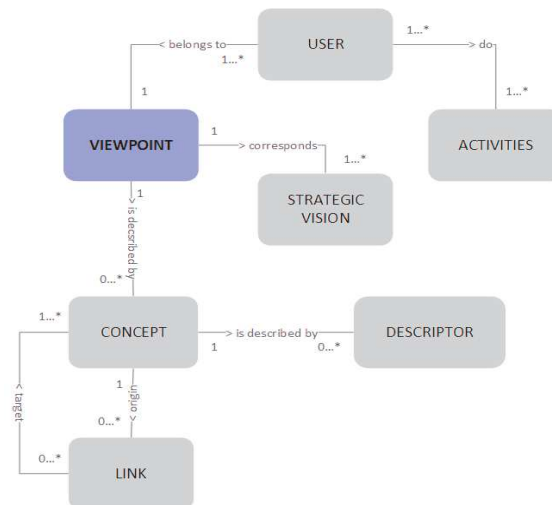 USER
< belongs to
1...*
1...*
> do
1
1...*
VIEWPOINT
1
> corresponds
ACTIVITIES
1...*
1
STRATEGIC
VISION
> is decsribed by
0...*
1...*
CONCEPT
> is described by
DESCRIPTOR
1
0...*
1
< target
origin >
0...*
0...*
LINK